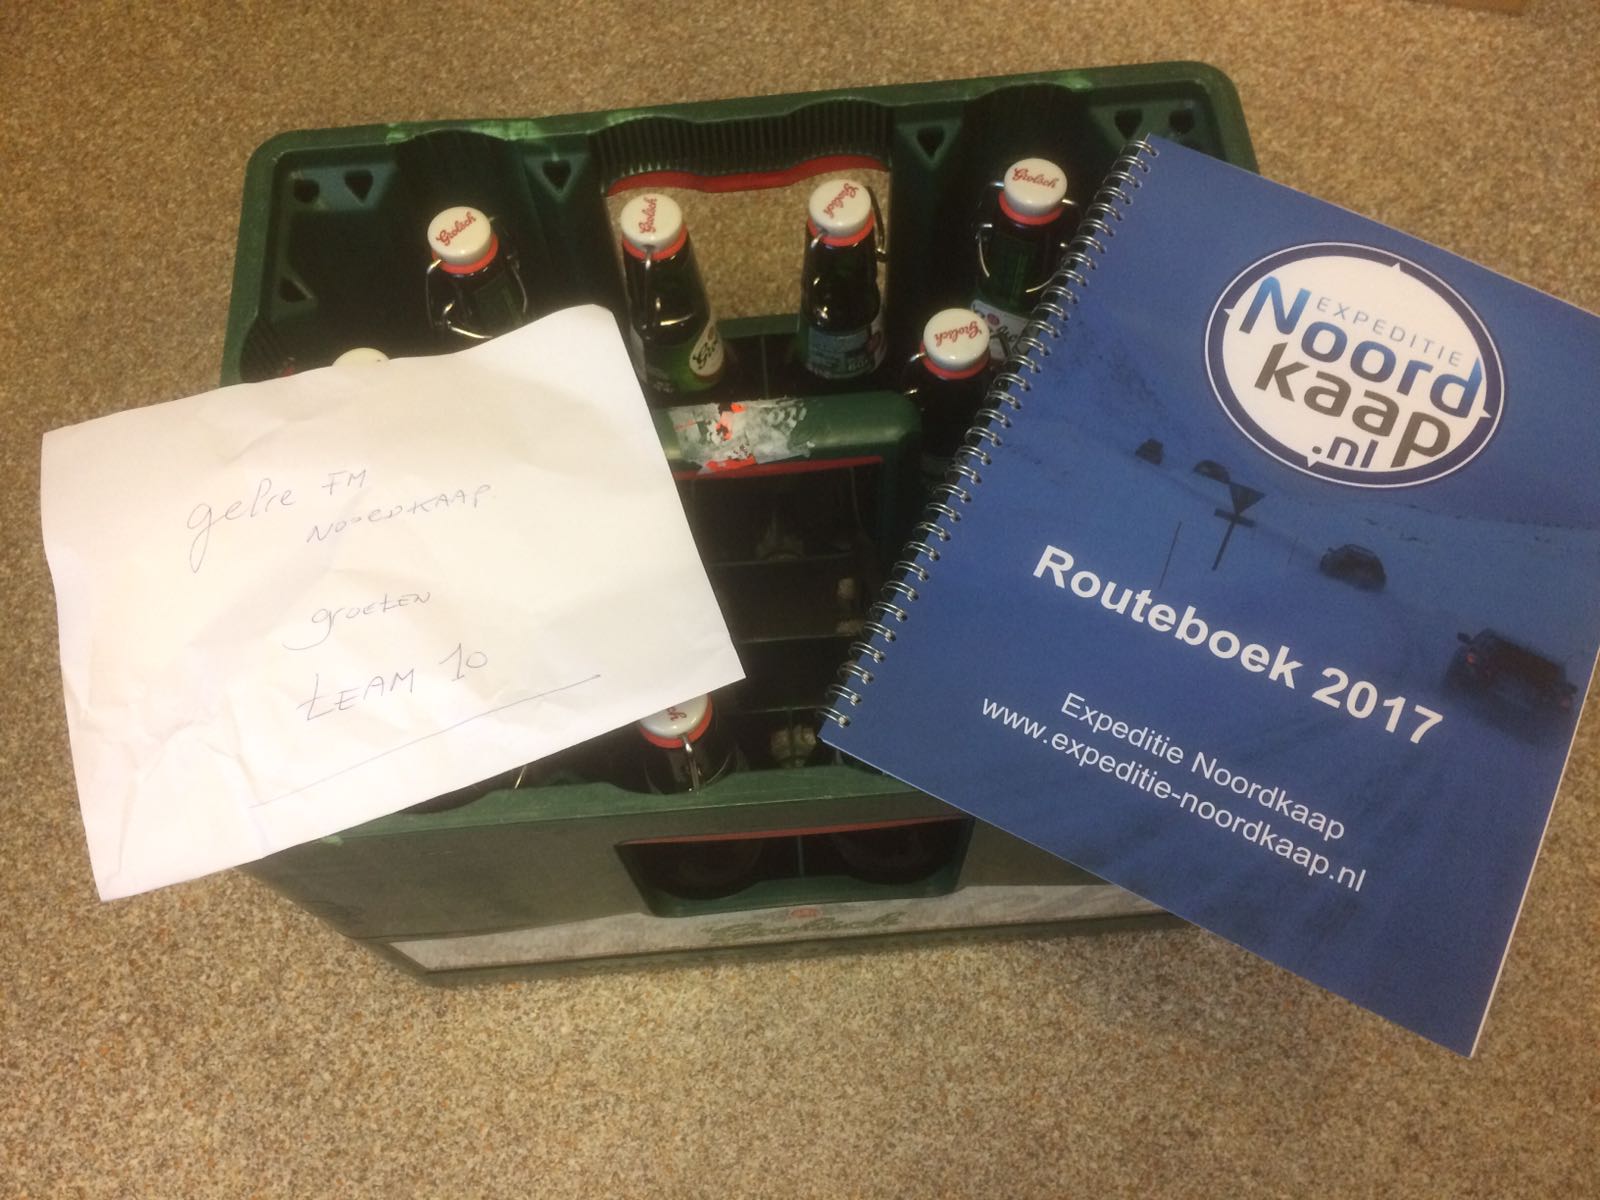 Grolsch
Grolsch
Grolsch
Grolsch
Grolsch
gelre FM
NOORDKAAP.
groeten
tEAM 10
EXPEDITIE
Noord
kaap
.nl
Routeboek 2017
Expeditie Noordkaap
www.expeditie-noordkaap.nl
Grolsch